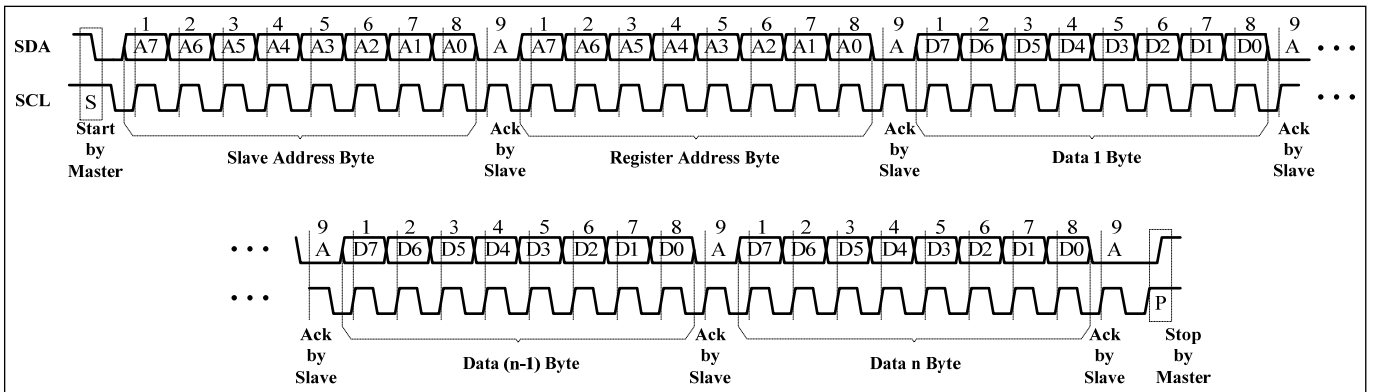 1 2 3 4 5 6 7 8 9 1 2 3 4 5 6 7 8 9 1 2 3 4 5 6 7 8 9
SDA A7 A6 A5 A4 A3 A2 A1 A0 A A7 A6 A5 A4 A3 A2 A1 A0 A D7 D6 D5 D4 D3 D2 D1 D0 A • • •
SCL S • • •
Start by Master
Slave Address Byte
Ack by Slave
Register Address Byte
Ack by Slave
Data 1 Byte
Ack by Slave
9 1 2 3 4 5 6 7 8 9 1 2 3 4 5 6 7 8 9
• • • A D7 D6 D5 D4 D3 D2 D1 D0 A D7 D6 D5 D4 D3 D2 D1 D0 A
• • • P
Ack by Slave
Data (n-1) Byte
Ack by Slave
Data n Byte
Ack by Slave
Stop by Master